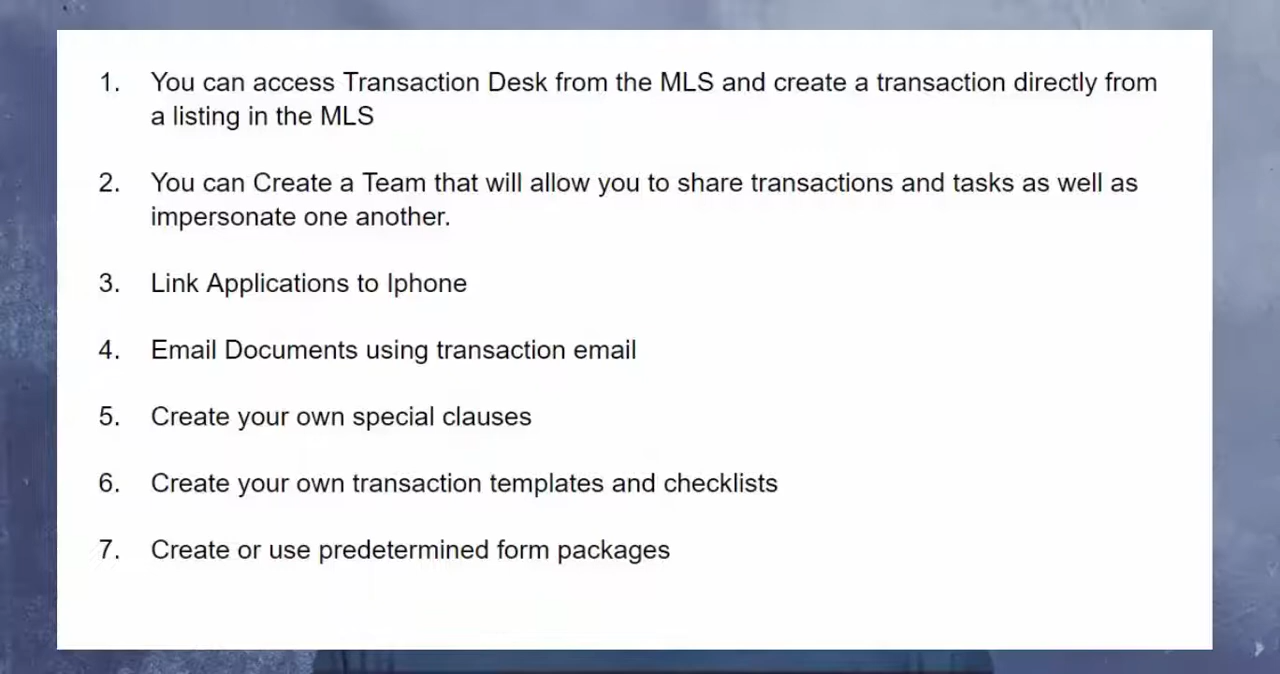 1. You can access Transaction Desk from the MLS and create a transaction directly from
a listing in the MLS
2. You can Create a Team that will allow you to share transactions and tasks as well as
impersonate one another.
3. Link Applications to Iphone
4. Email Documents using transaction email
5. Create your own special clauses
6. Create your own transaction templates and checklists
7. Create or use predetermined form packages